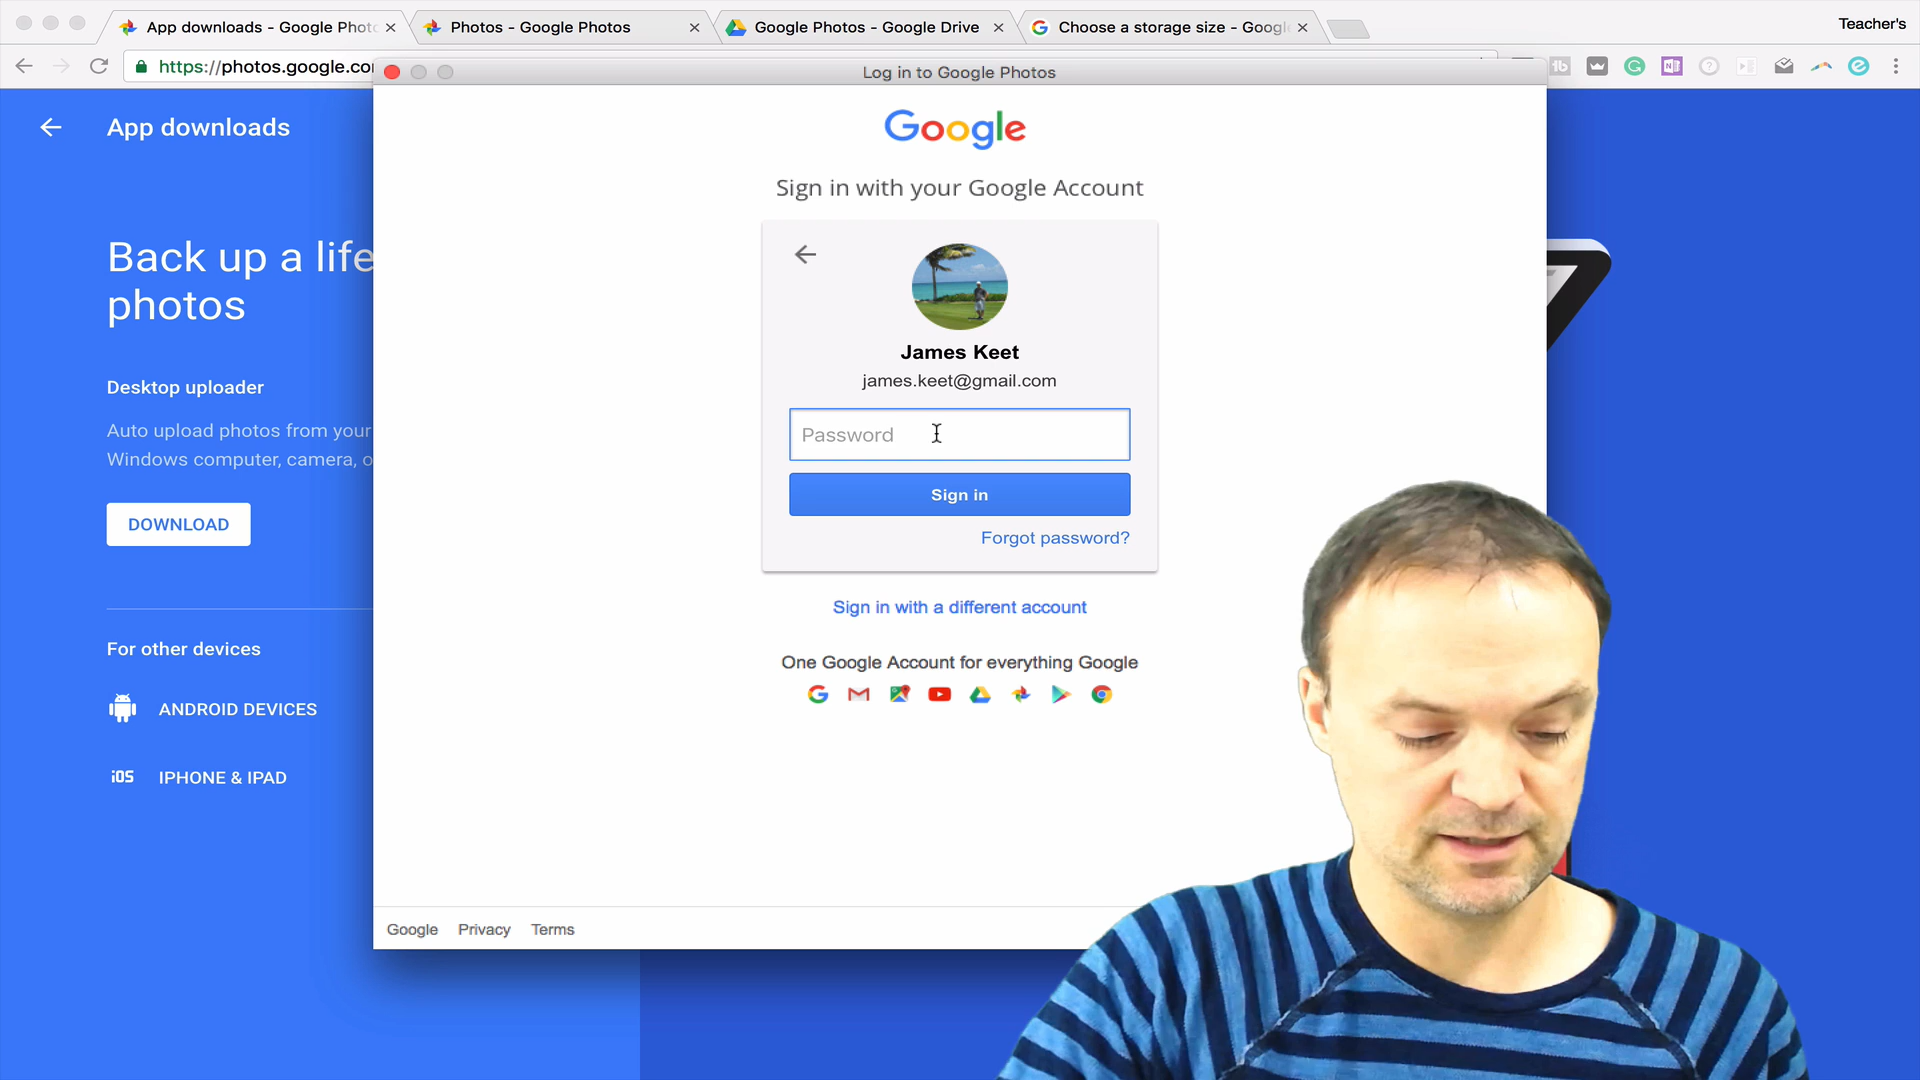 App downloads - Google Phot
Photos - Google Photos
Google Photos - Google Drive
Choose a storage size - Googl
Teacher's
https://photos.google.co
Log in to Google Photos
App downloads
Google
Sign in with your Google Account
Back up a life
photos
James Keet
james.keet@gmail.com
Desktop uploader
Auto upload photos from your
Windows computer, camera, o
Password
DOWNLOAD
Sign in
Forgot password?
Sign in with a different account
For other devices
One Google Account for everything Google
ANDROID DEVICES
iOS IPHONE & IPAD
Google Privacy Terms